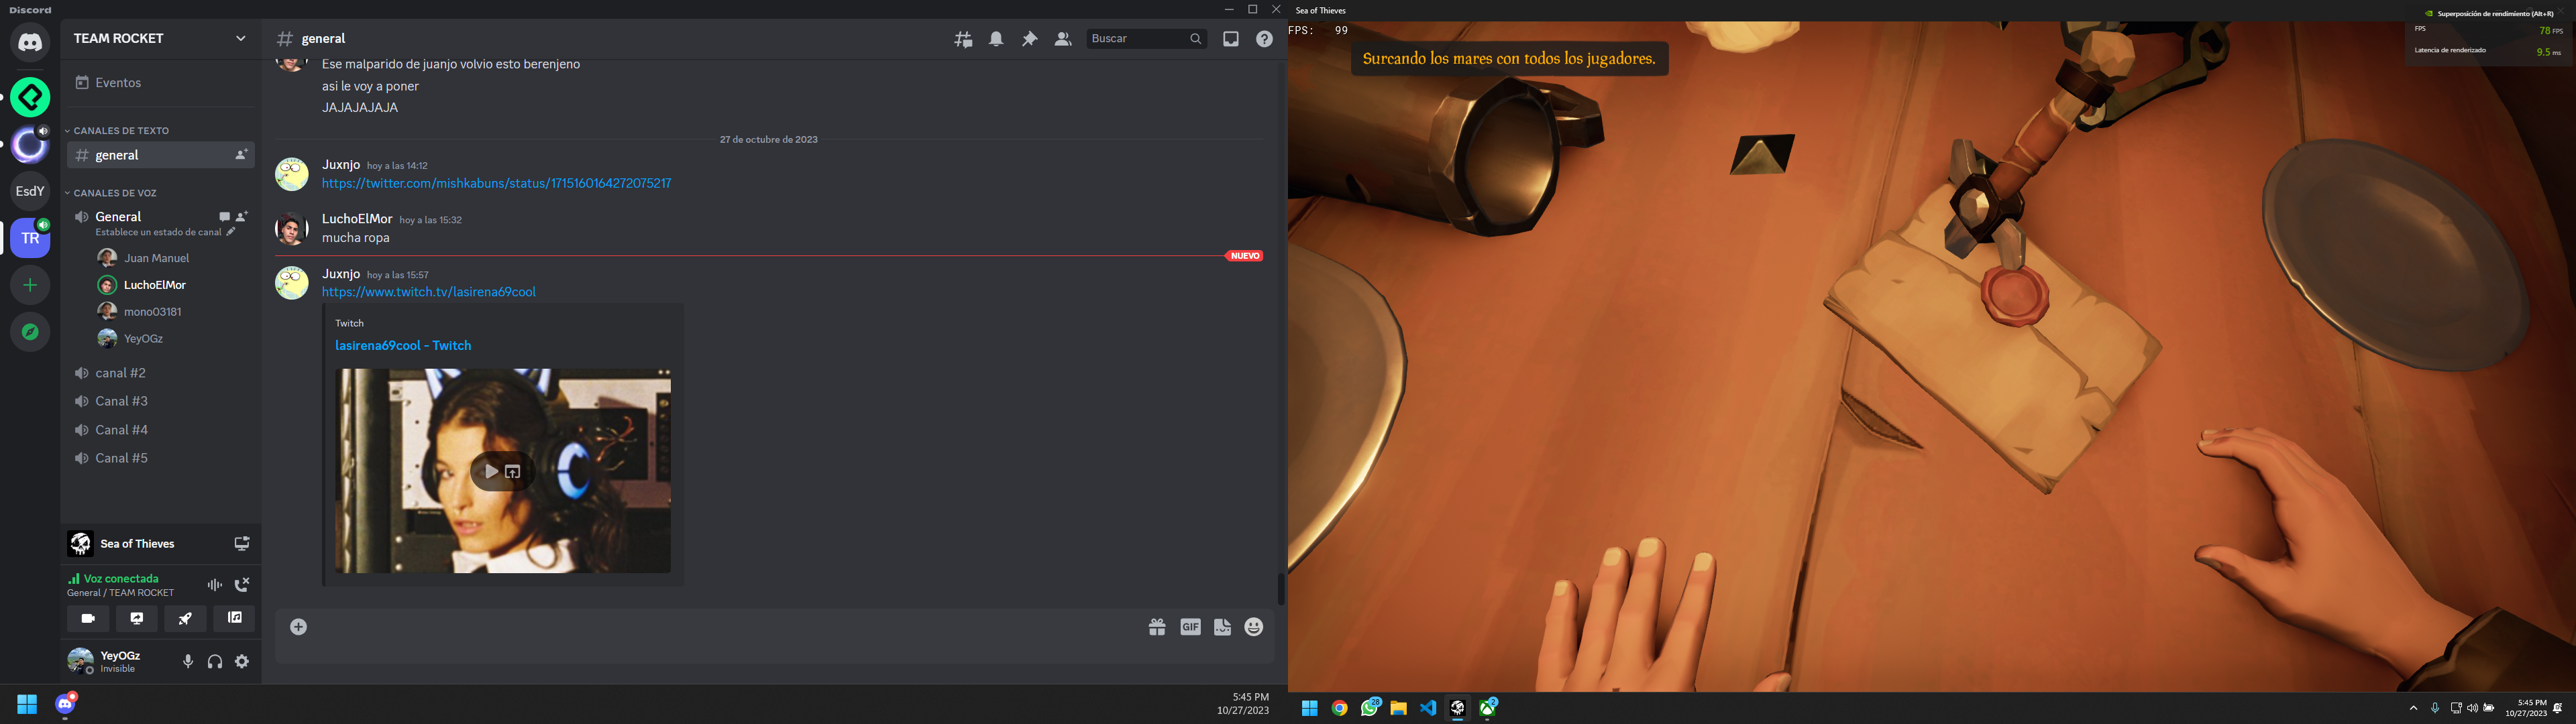 Discord
TEAM ROCKET
Eventos
CANALES DE TEXTO
general
CANALES DE VOZ
General
Establece un estado de canal
Juan Manuel
LuchoElMor
mono03181
YeyOGz
canal #2
Canal #3
Canal #4
Canal #5
EsdY
TR
Sea of Thieves
Voz conectada
General / TEAM ROCKET
YeyOGz
Invisible
general
Buscar
Ese malparido de juanjo volvio esto berenjeno
asi le voy a poner
JAJAJAJAJA
27 de octubre de 2023
Juxnjo hoy a las 14:12
https://twitter.com/mishkabuns/status/1715160164272075217
LuchoElMor hoy a las 15:32
mucha ropa
NUEVO
Juxnjo hoy a las 15:57
https://www.twitch.tv/lasirena69cool
Twitch
lasirena69cool - Twitch
GIF
5:45 PM
10/27/2023
Sea of Thieves
FPS: 99
Surcando los mares con todos los jugadores.
Superposición de rendimiento (Alt+R)
FPS 78 FPS
Latencia de renderizado 9.5 ms
28
2
5:45 PM
10/27/2023